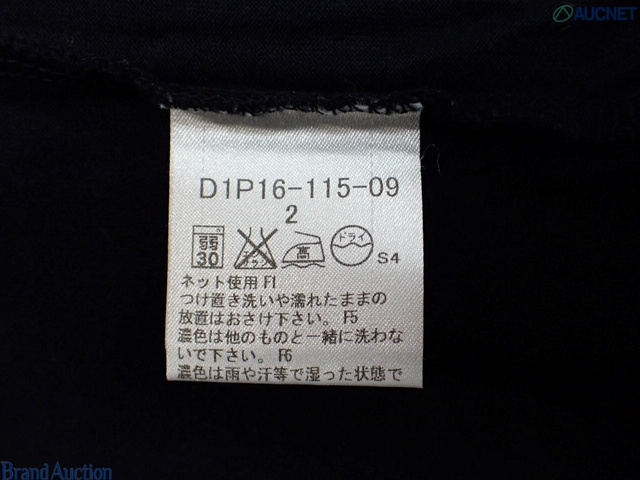 AUCNET
D1P16-115-09
2
弱 30 高 ドライ S4
ネット使用 F1
つけ置き洗いや濡れたままの
放置はおさけ下さい。F5
濃色は他のものと一緒に洗わな
いで下さい。F6
濃色は雨や汗等で湿った状態で
Brand Auction